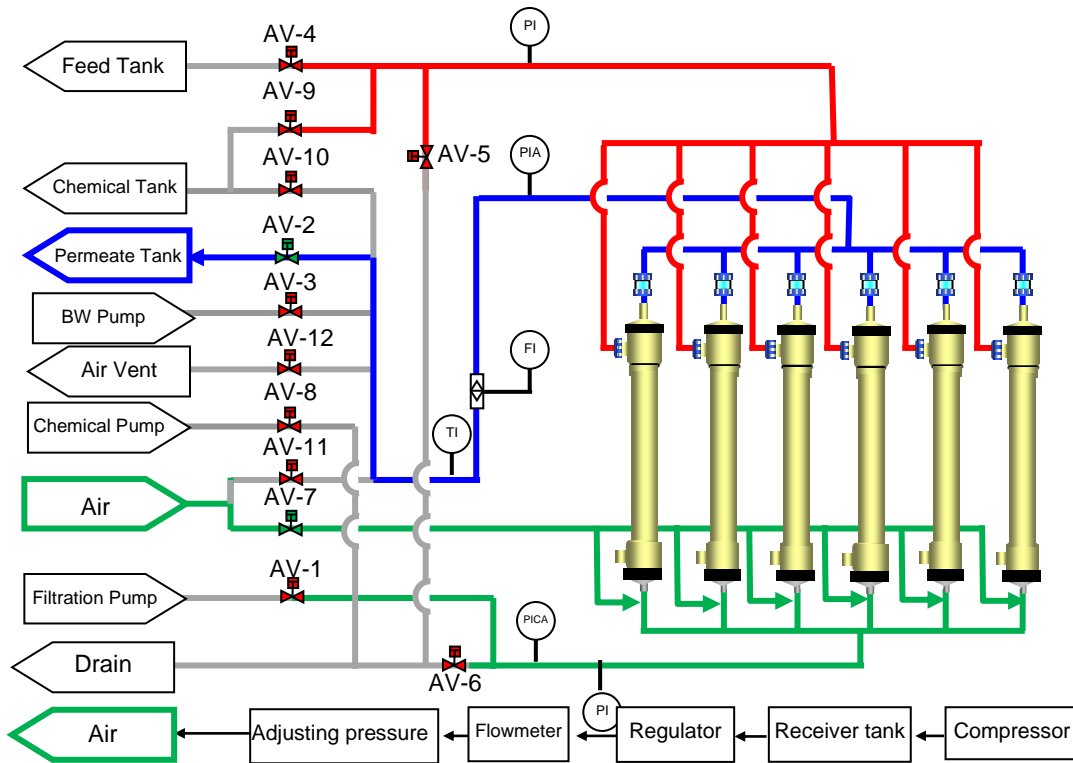 PI
AV-4
Feed Tank
AV-9
AV-10
AV-5
PIA
Chemical Tank
AV-2
Permeate Tank
AV-3
BW Pump
AV-12
FI
Air Vent
AV-8
Chemical Pump
TI
AV-11
Air
AV-7
AV-1
Filtration Pump
PICA
Drain
AV-6
PI
Air
Adjusting pressure
Flowmeter
Regulator
Receiver tank
Compressor